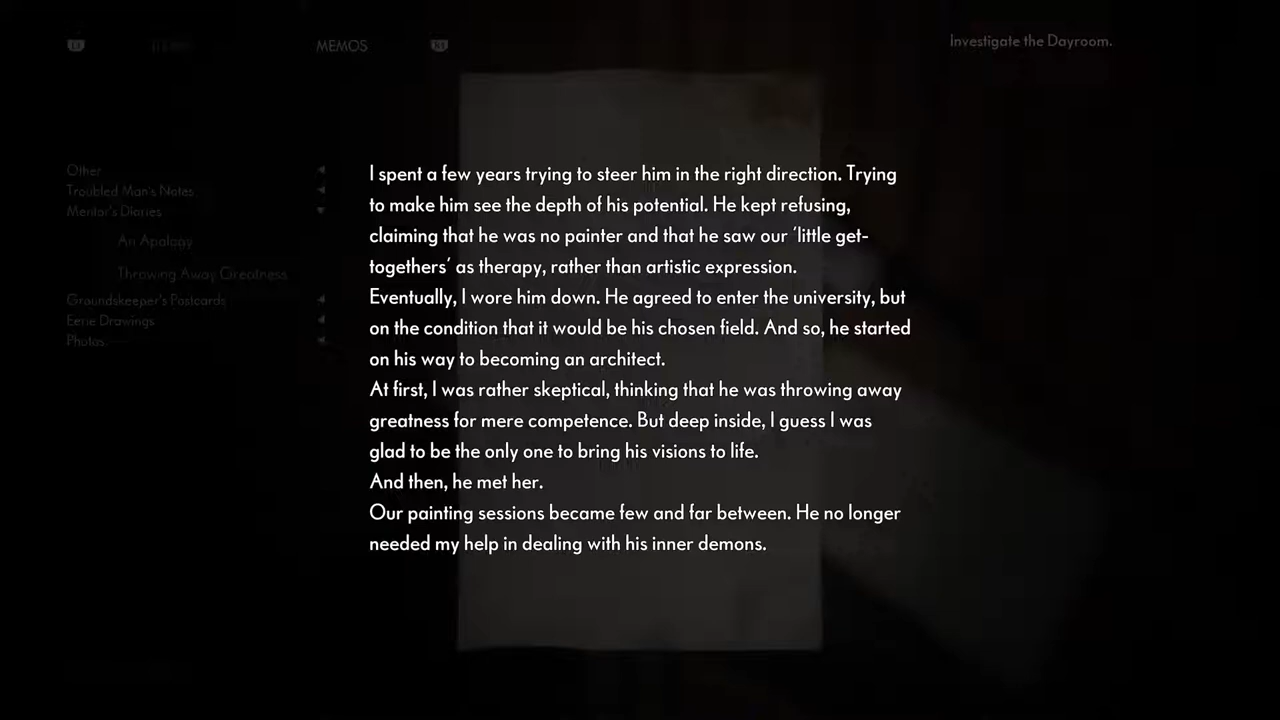 L1
MEMOS
R1
Investigate the Dayroom.
Other
Troubled Man's Notes
Mentor's Diaries
An Apology
Throwing Away Greatness
Groundskeeper's Postcards
Eerie Drawings
Photos
I spent a few years trying to steer him in the right direction. Trying
to make him see the depth of his potential. He kept refusing,
claiming that he was no painter and that he saw our 'little get-
togethers' as therapy, rather than artistic expression.
Eventually, I wore him down. He agreed to enter the university, but
on the condition that it would be his chosen field. And so, he started
on his way to becoming an architect.
At first, I was rather skeptical, thinking that he was throwing away
greatness for mere competence. But deep inside, I guess I was
glad to be the only one to bring his visions to life.
And then, he met her.
Our painting sessions became few and far between. He no longer
needed my help in dealing with his inner demons.